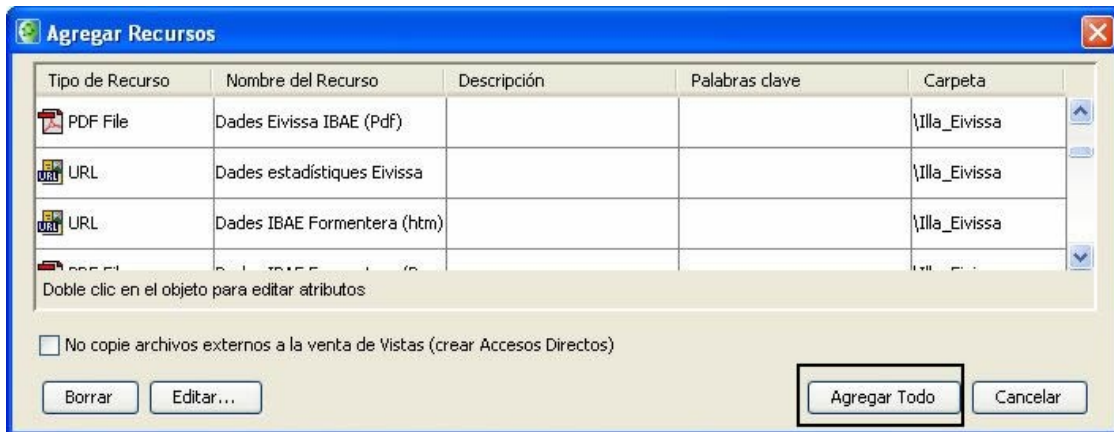 Agregar Recursos
Tipo de Recurso Nombre del Recurso Descripción Palabras clave Carpeta
PDF File Dades Eivissa IBAE (Pdf) \Illa_Eivissa
URL URL Dades estadístiques Eivissa \Illa_Eivissa
URL URL Dades IBAE Formentera (htm) \Illa_Eivissa
Doble clic en el objeto para editar atributos
No copie archivos externos a la venta de Vistas (crear Accesos Directos)
Borrar Editar... Agregar Todo Cancelar